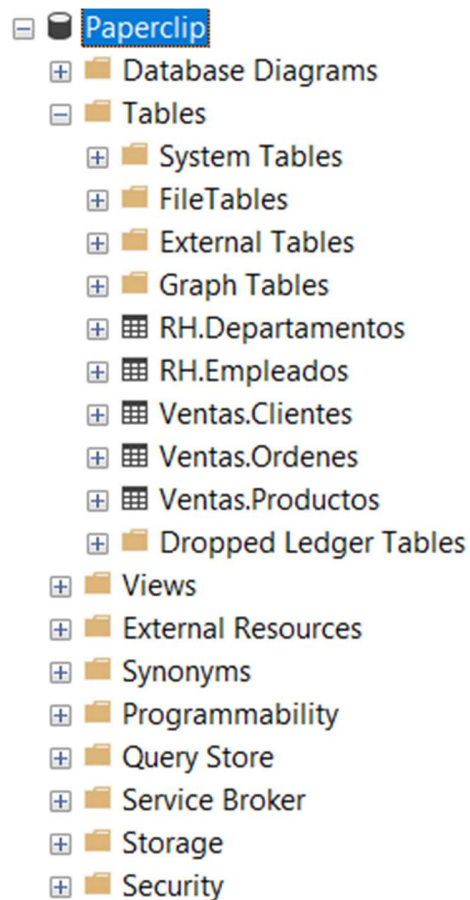 Paperclip
Database Diagrams
Tables
System Tables
FileTables
External Tables
Graph Tables
RH.Departamentos
RH.Empleados
Ventas.Clientes
Ventas.Ordenes
Ventas.Productos
Dropped Ledger Tables
Views
External Resources
Synonyms
Programmability
Query Store
Service Broker
Storage
Security